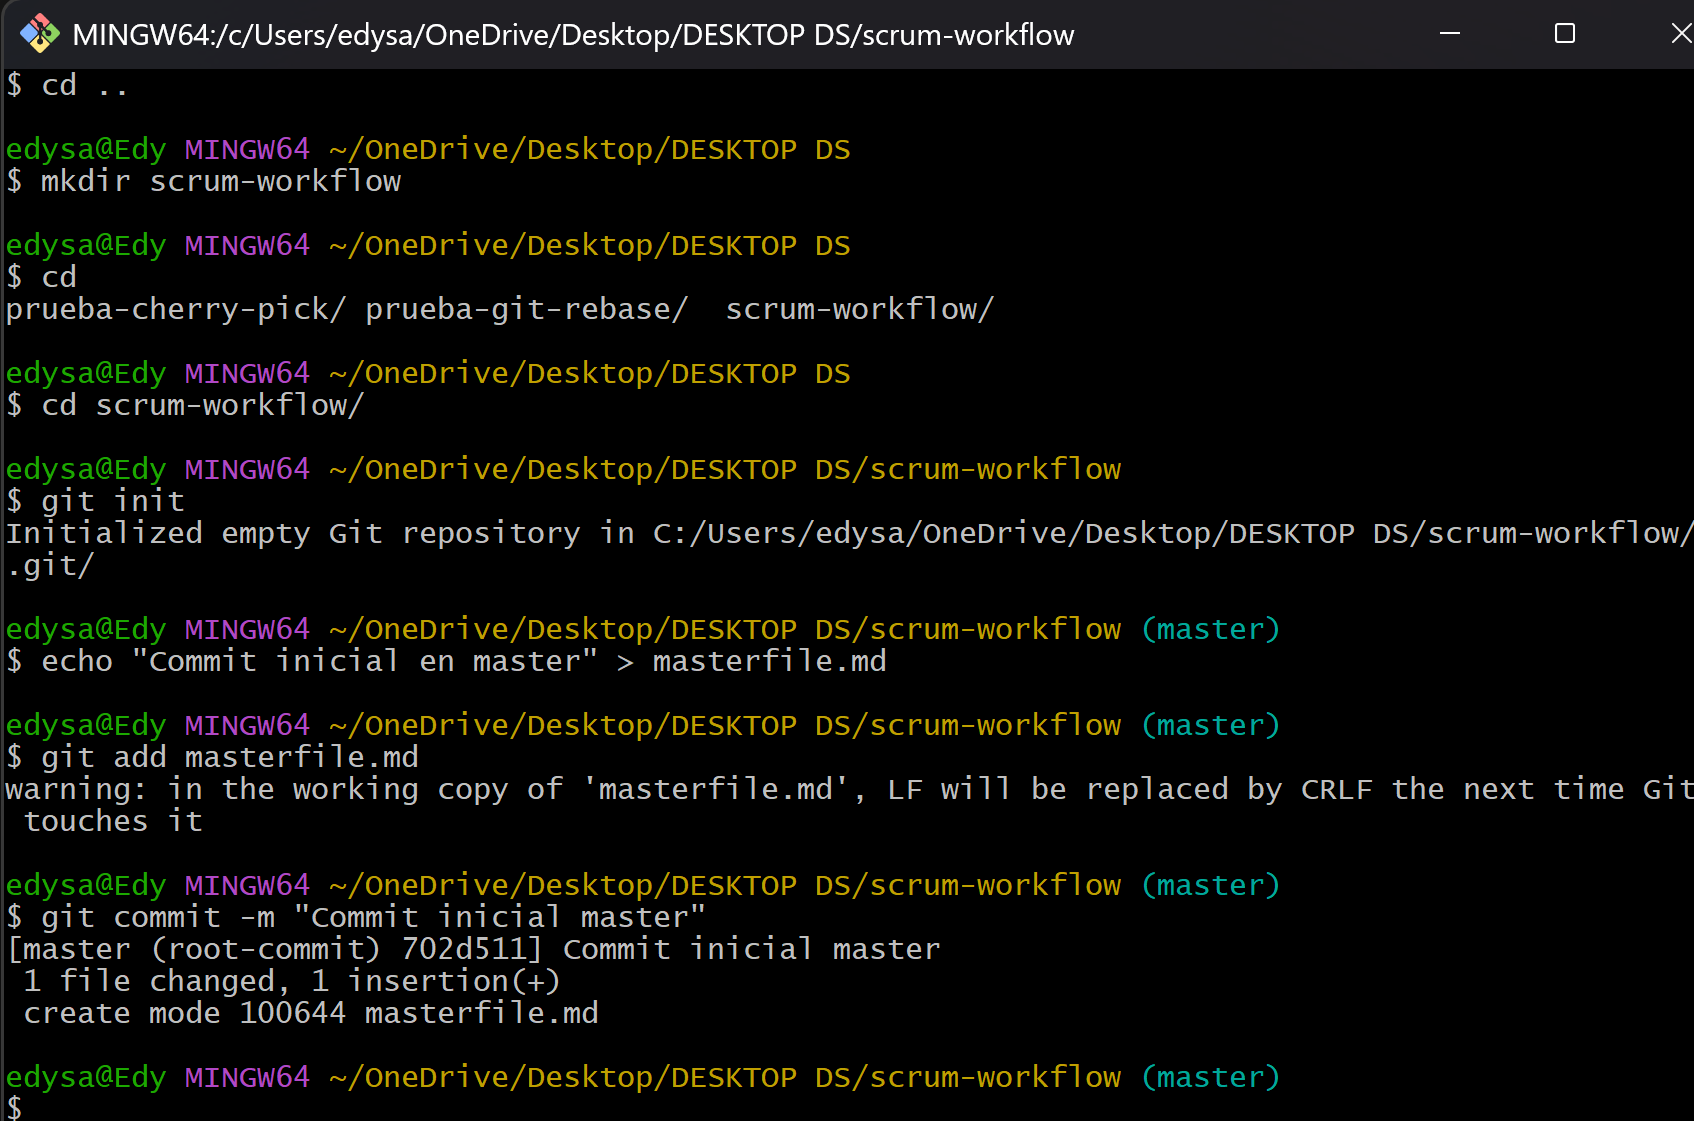 MINGW64:/c/Users/edysa/OneDrive/Desktop/DESKTOP DS/scrum-workflow
$ cd ..
edysa@Edy MINGW64 ~/OneDrive/Desktop/DESKTOP DS
$ mkdir scrum-workflow
edysa@Edy MINGW64 ~/OneDrive/Desktop/DESKTOP DS
$ cd
prueba-cherry-pick/ prueba-git-rebase/  scrum-workflow/
edysa@Edy MINGW64 ~/OneDrive/Desktop/DESKTOP DS
$ cd scrum-workflow/
edysa@Edy MINGW64 ~/OneDrive/Desktop/DESKTOP DS/scrum-workflow
$ git init
Initialized empty Git repository in C:/Users/edysa/OneDrive/Desktop/DESKTOP DS/scrum-workflow/
.git/
edysa@Edy MINGW64 ~/OneDrive/Desktop/DESKTOP DS/scrum-workflow (master)
$ echo "Commit inicial en master" > masterfile.md
edysa@Edy MINGW64 ~/OneDrive/Desktop/DESKTOP DS/scrum-workflow (master)
$ git add masterfile.md
warning: in the working copy of 'masterfile.md', LF will be replaced by CRLF the next time Git
 touches it
edysa@Edy MINGW64 ~/OneDrive/Desktop/DESKTOP DS/scrum-workflow (master)
$ git commit -m "Commit inicial master"
[master (root-commit) 702d511] Commit inicial master
 1 file changed, 1 insertion(+)
 create mode 100644 masterfile.md
edysa@Edy MINGW64 ~/OneDrive/Desktop/DESKTOP DS/scrum-workflow (master)
$